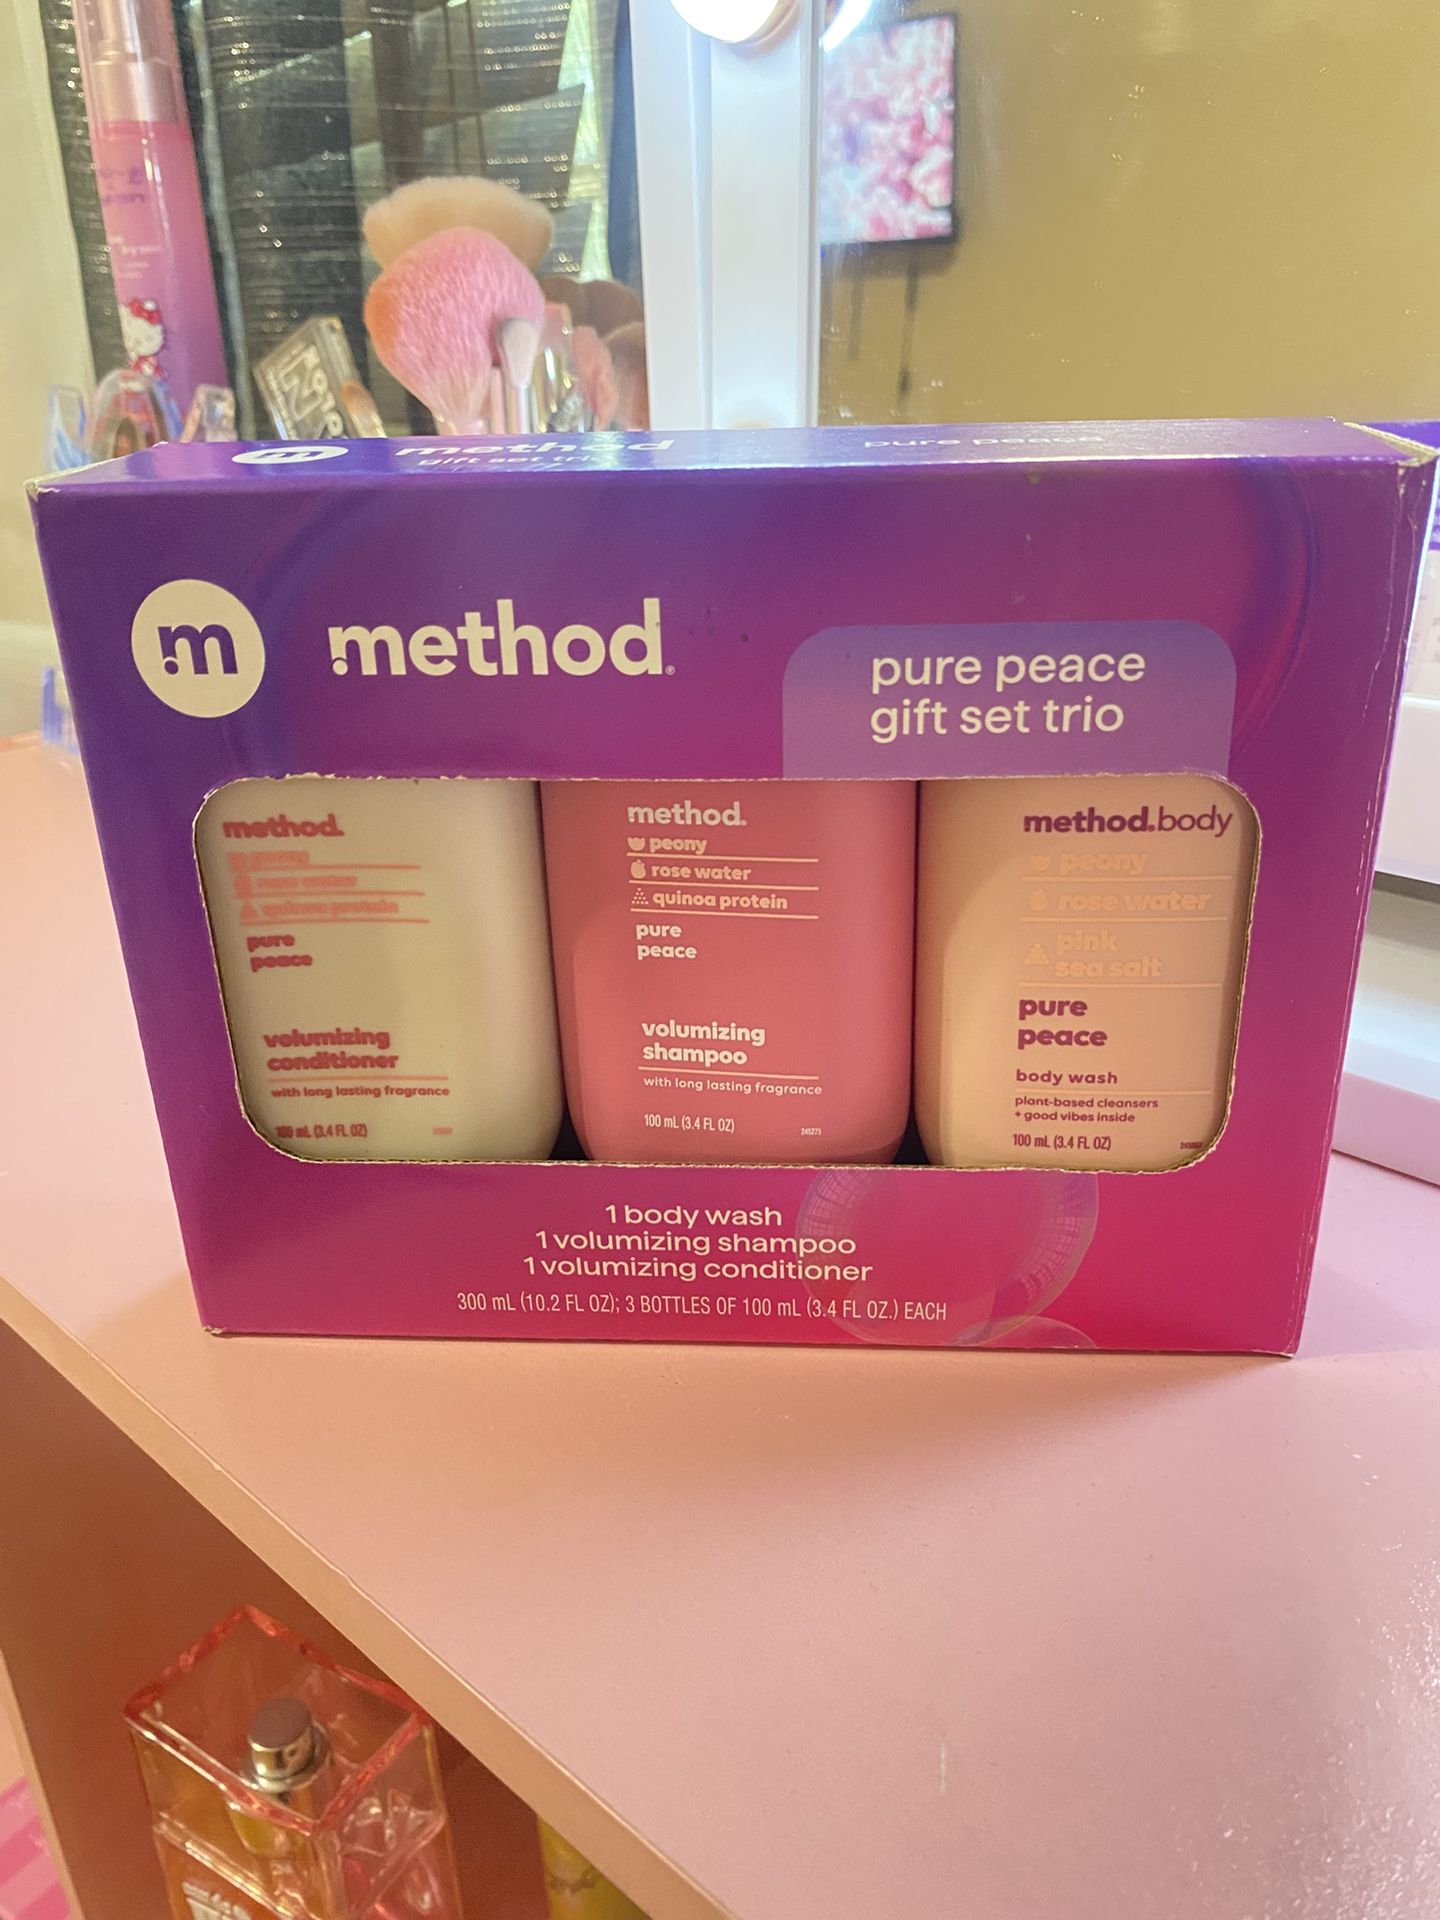 m method
gift set tri
pure peace
m
method®
pure peace
gift set trio
method.
peony
rose water
quinoa protein
pure
peace
volumizing
conditioner
with long lasting fragrance
100 mL (3.4 FL OZ)
method.
peony
rose water
quinoa protein
pure
peace
volumizing
shampoo
with long lasting fragrance
100 mL (3.4 FL OZ)
245275
method.body
peony
rose water
pink
sea salt
pure
peace
body wash
plant-based cleansers
+ good vibes inside
100 mL (3.4 FL OZ)
1 body wash
1 volumizing shampoo
1 volumizing conditioner
300 mL (10.2 FL OZ); 3 BOTTLES OF 100 mL (3.4 FL OZ.) EACH